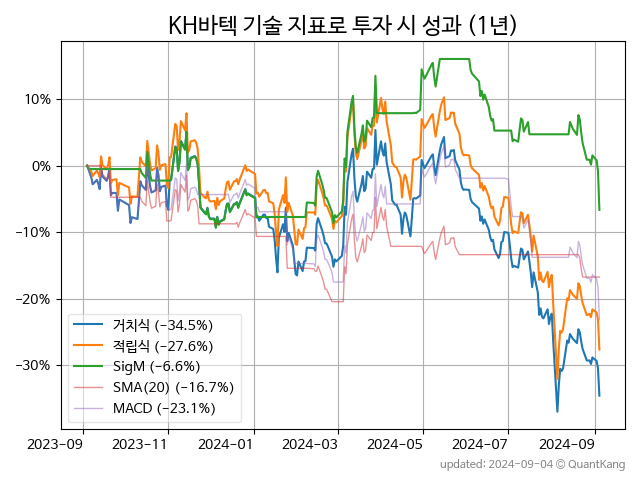 KH바텍 기술 지표로 투자 시 성과 (1년)
10%
0%
−10%
−20%
−30%
거치식 (−34.5%)
적립식 (−27.6%)
SigM (−6.6%)
SMA(20) (−16.7%)
MACD (−23.1%)
2023-09
2023-11
2024-01
2024-03
2024-05
2024-07
2024-09
updated: 2024-09-04 @ QuantKang